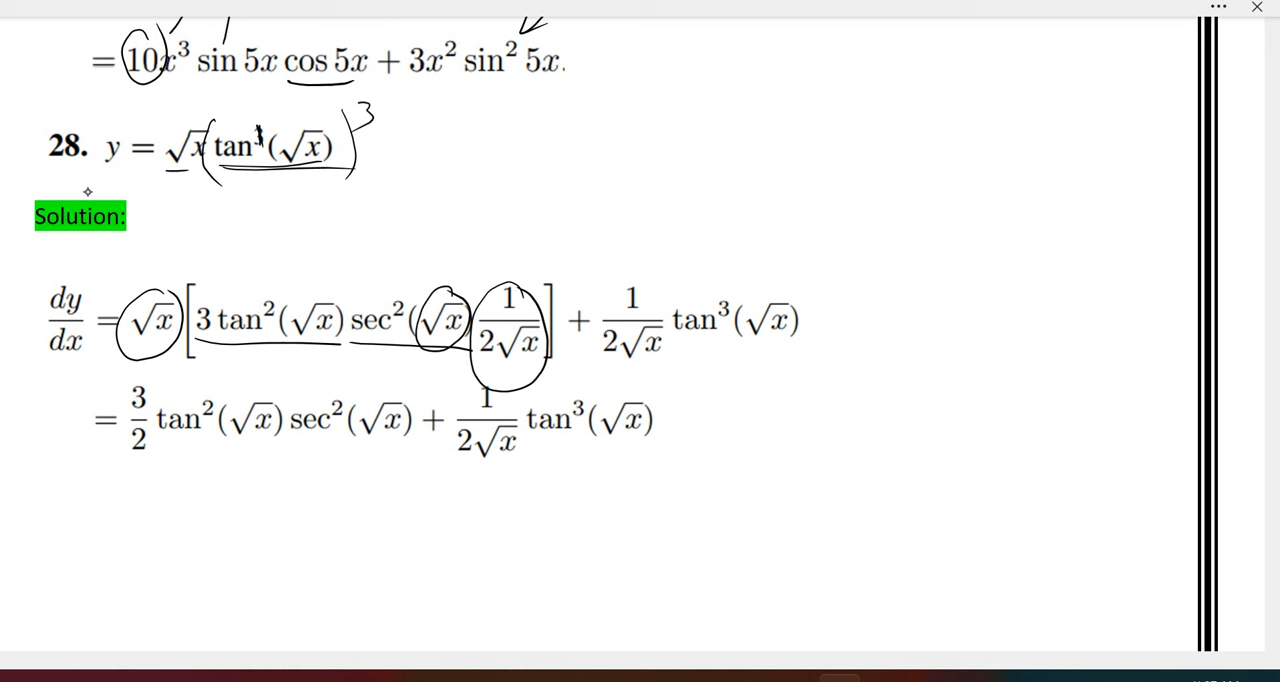 = 10x³ sin 5x cos 5x + 3x² sin² 5x.
28. y = √x (tan³(√x))³
Solution:
dy/dx = √x [3 tan²(√x) sec²(√x) 1/(2√x)] + 1/(2√x) tan³(√x)
= 3/2 tan²(√x) sec²(√x) + 1/(2√x) tan³(√x)